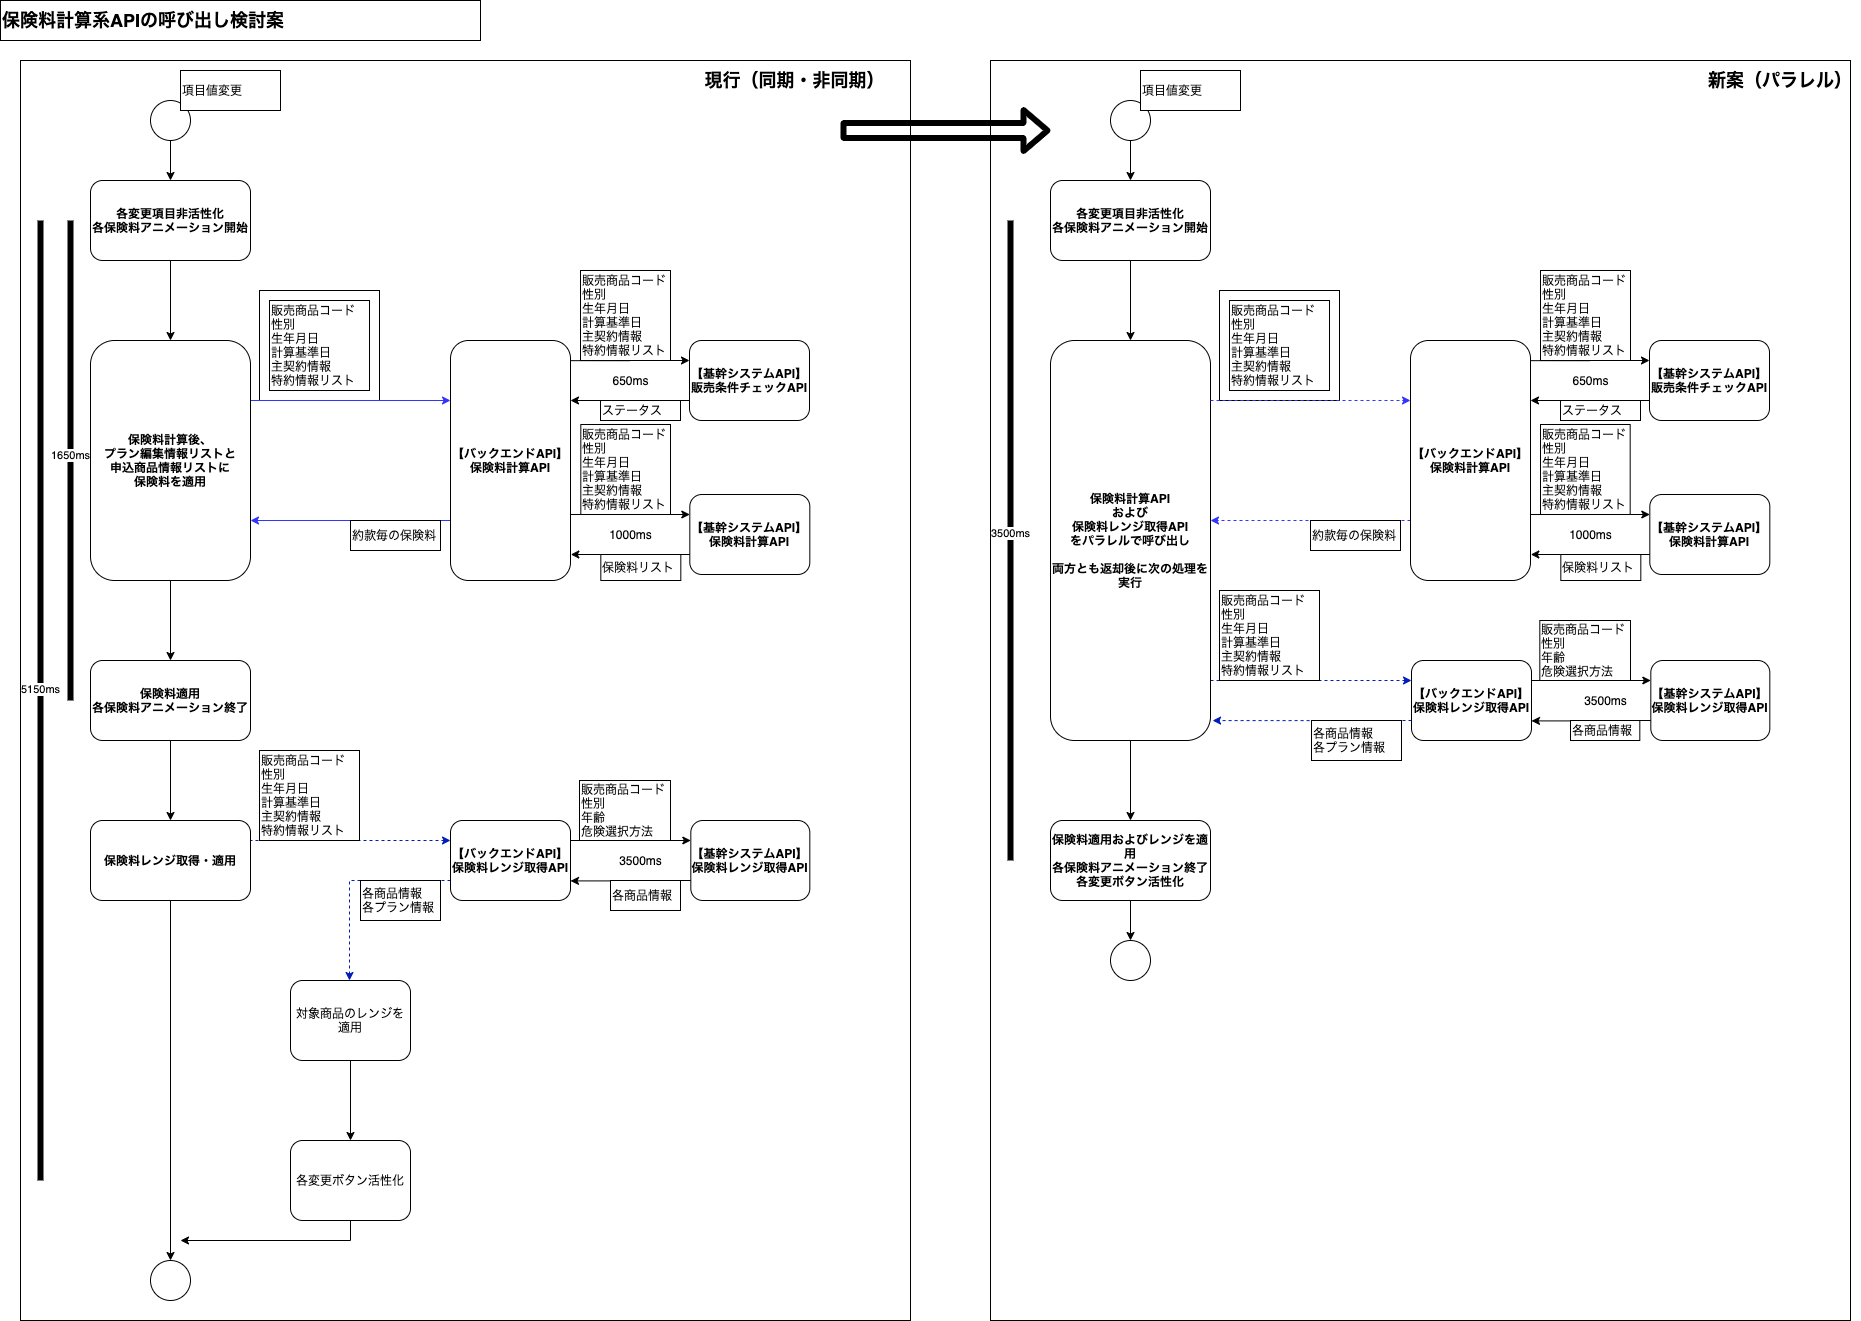 保険料計算系APIの呼び出し検討案
現行（同期・非同期）
項目値変更
各変更項目非活性化
各保険料アニメーション開始
販売商品コード
性別
生年月日
計算基準日
主契約情報
特約情報リスト
販売商品コード
性別
生年月日
計算基準日
主契約情報
特約情報リスト
650ms
【基幹システムAPI】
販売条件チェックAPI
ステータス
1650ms
保険料計算後、
プラン編集情報リストと
申込商品情報リストに
保険料を適用
【バックエンドAPI】
保険料計算API
販売商品コード
性別
生年月日
計算基準日
主契約情報
特約情報リスト
1000ms
【基幹システムAPI】
保険料計算API
約款毎の保険料
保険料リスト
5150ms
保険料適用
各保険料アニメーション終了
販売商品コード
性別
生年月日
計算基準日
主契約情報
特約情報リスト
販売商品コード
性別
年齢
危険選択方法
保険料レンジ取得・適用
【バックエンドAPI】
保険料レンジ取得API
3500ms
【基幹システムAPI】
保険料レンジ取得API
各商品情報
各プラン情報
各商品情報
対象商品のレンジを
適用
各変更ボタン活性化
新案（パラレル）
項目値変更
各変更項目非活性化
各保険料アニメーション開始
販売商品コード
性別
生年月日
計算基準日
主契約情報
特約情報リスト
販売商品コード
性別
生年月日
計算基準日
主契約情報
特約情報リスト
650ms
【基幹システムAPI】
販売条件チェックAPI
ステータス
【バックエンドAPI】
保険料計算API
販売商品コード
性別
生年月日
計算基準日
主契約情報
特約情報リスト
1000ms
【基幹システムAPI】
保険料計算API
約款毎の保険料
保険料リスト
3500ms
保険料計算API
および
保険料レンジ取得API
をパラレルで呼び出し
両方とも返却後に次の処理を
実行
販売商品コード
性別
生年月日
計算基準日
主契約情報
特約情報リスト
販売商品コード
性別
年齢
危険選択方法
【バックエンドAPI】
保険料レンジ取得API
3500ms
【基幹システムAPI】
保険料レンジ取得API
各商品情報
各プラン情報
各商品情報
保険料適用およびレンジを適
用
各保険料アニメーション終了
各変更ボタン活性化